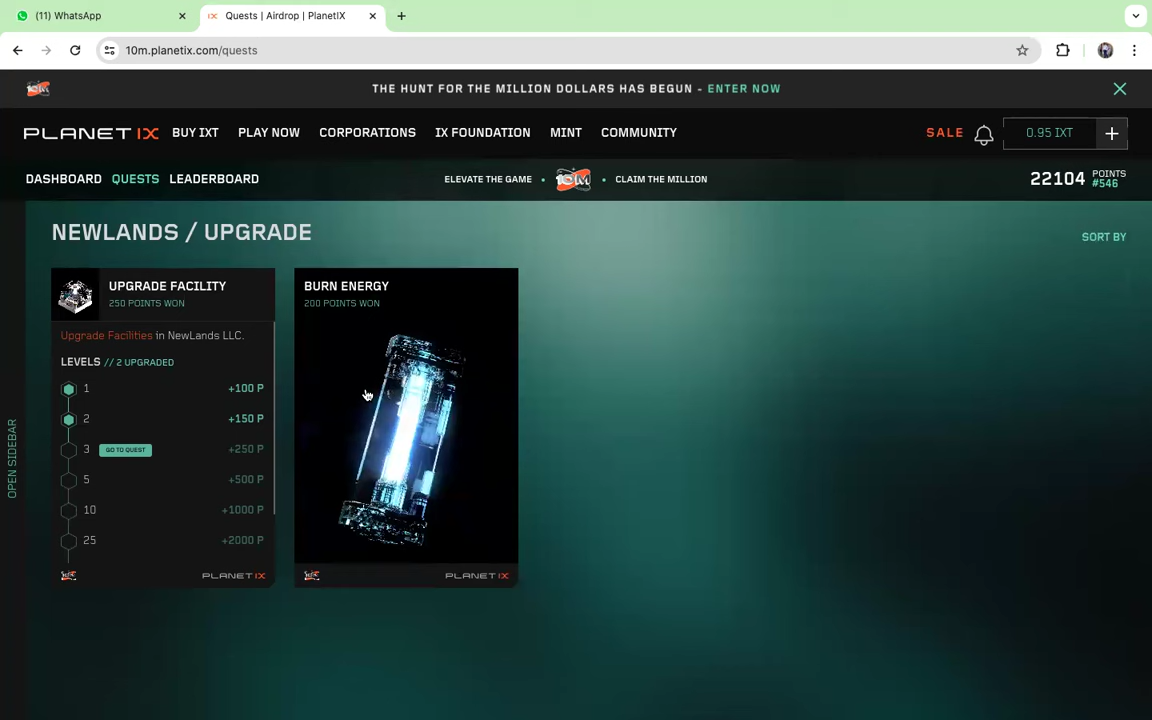 (11) WhatsApp
Quests | Airdrop | PlanetIX
10m.planetix.com/quests
THE HUNT FOR THE MILLION DOLLARS HAS BEGUN - ENTER NOW
PLANET IX BUY IXT PLAY NOW CORPORATIONS IX FOUNDATION MINT COMMUNITY SALE 0.95 IXT +
DASHBOARD QUESTS LEADERBOARD ELEVATE THE GAME • 10M • CLAIM THE MILLION 22104 POINTS #546
NEWLANDS / UPGRADE
SORT BY
UPGRADE FACILITY
250 POINTS WON
Upgrade Facilities in NewLands LLC.
LEVELS // 2 UPGRADED
1 +100 P
2 +150 P
3 GO TO QUEST +250 P
5 +500 P
10 +1000 P
25 +2000 P
PLANET IX
BURN ENERGY
200 POINTS WON
PLANET IX
OPEN SIDEBAR